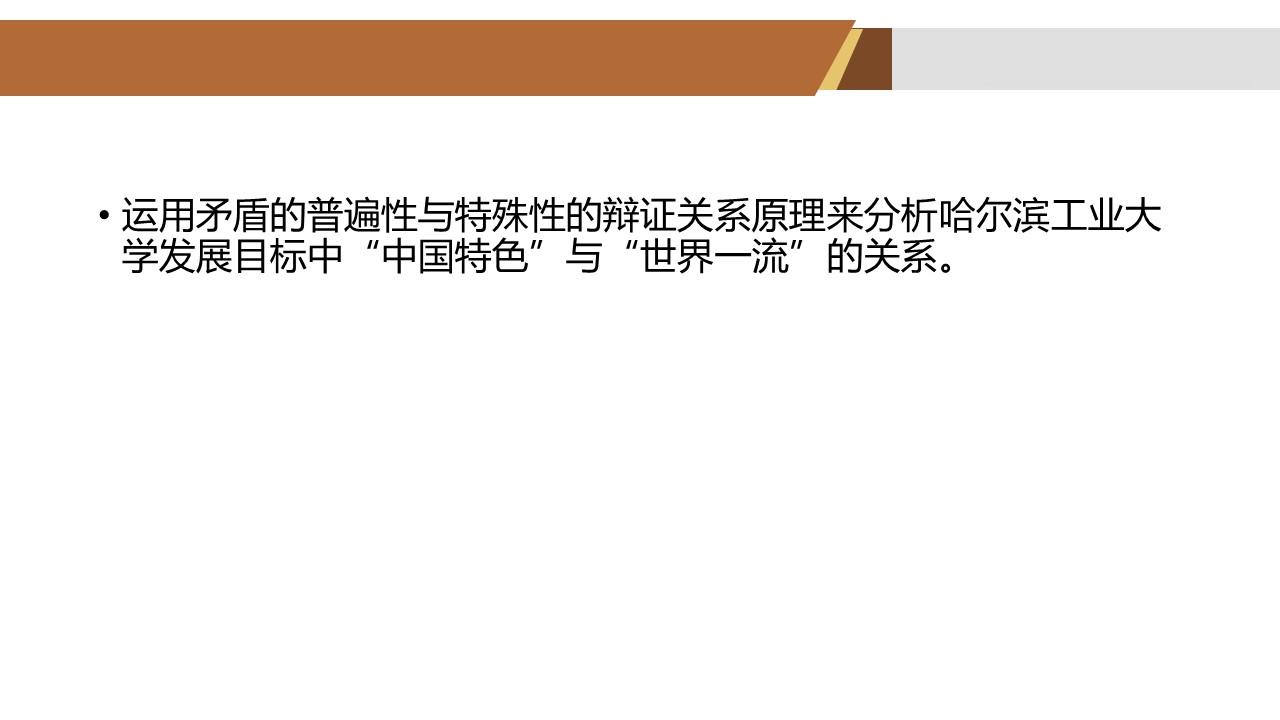 • 运用矛盾的普遍性与特殊性的辩证关系原理来分析哈尔滨工业大
学发展目标中“中国特色”与“世界一流”的关系。